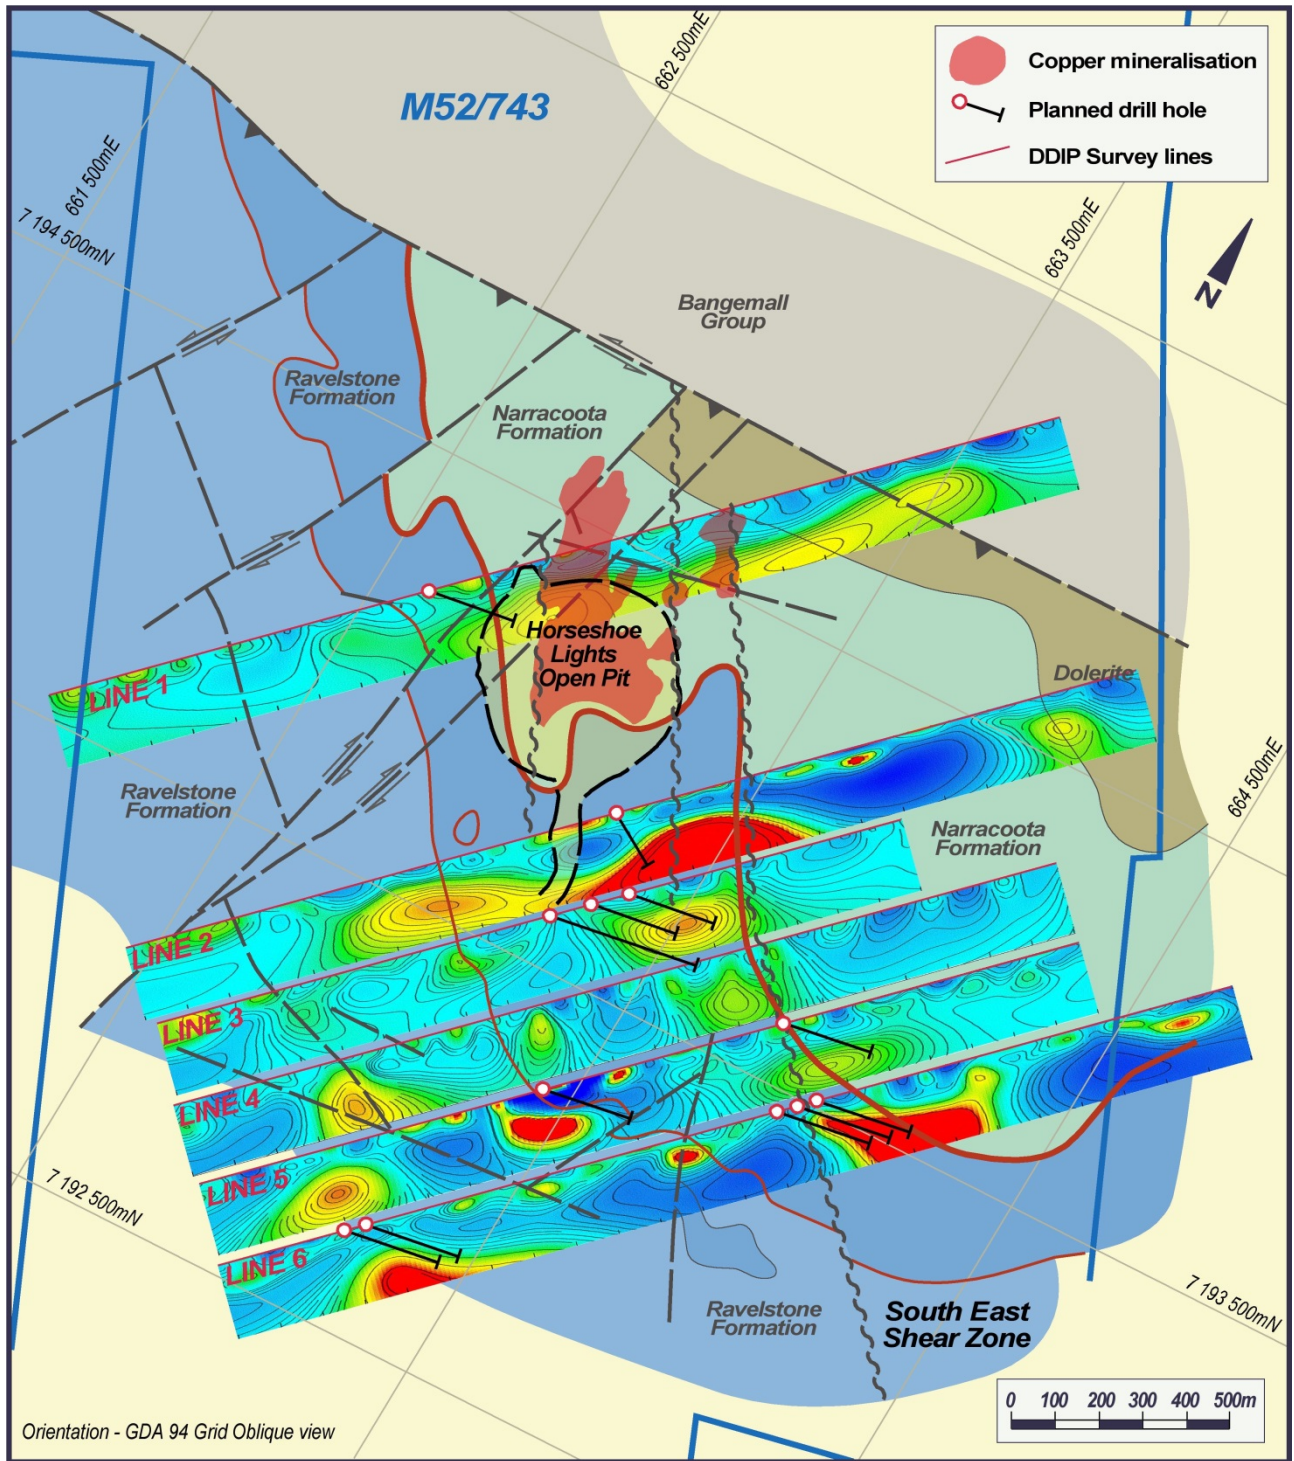 Copper mineralisation
Planned drill hole
DDIP Survey lines
M52/743
662 500mE
661 500mE
7 194 500mN
663 500mE
N
Bangemall
Group
Ravelstone
Formation
Narracoota
Formation
Horseshoe
Lights
Open Pit
Dolerite
LINE 1
664 500mE
Ravelstone
Formation
Narracoota
Formation
LINE 2
LINE 3
LINE 4
LINE 5
LINE 6
7 192 500mN
7 193 500mN
Ravelstone
Formation
South East
Shear Zone
0 100 200 300 400 500m
Orientation - GDA 94 Grid Oblique view